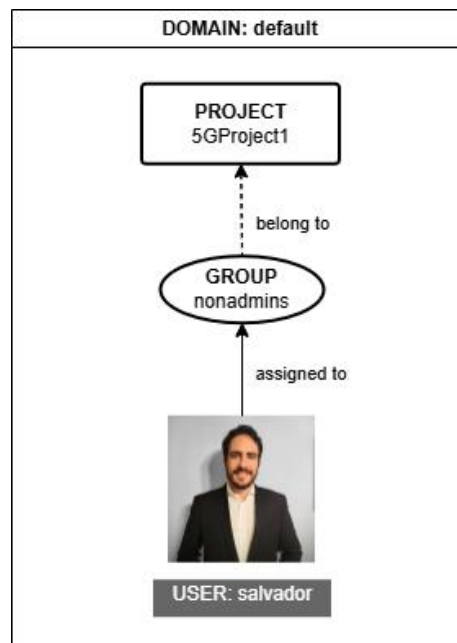 DOMAIN: default
PROJECT
5GProject1
belong to
GROUP
nonadmins
assigned to
USER: salvador